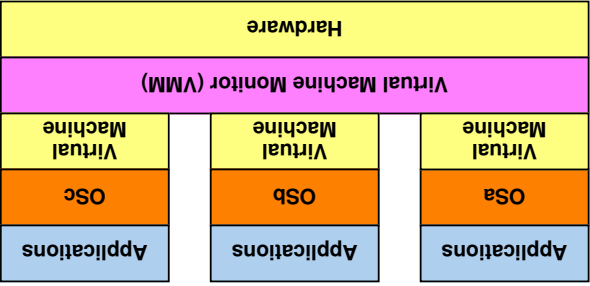 Applications
Applications
Applications
OSa
OSb
OSc
Virtual
Machine
Virtual
Machine
Virtual
Machine
Virtual Machine Monitor (VMM)
Hardware